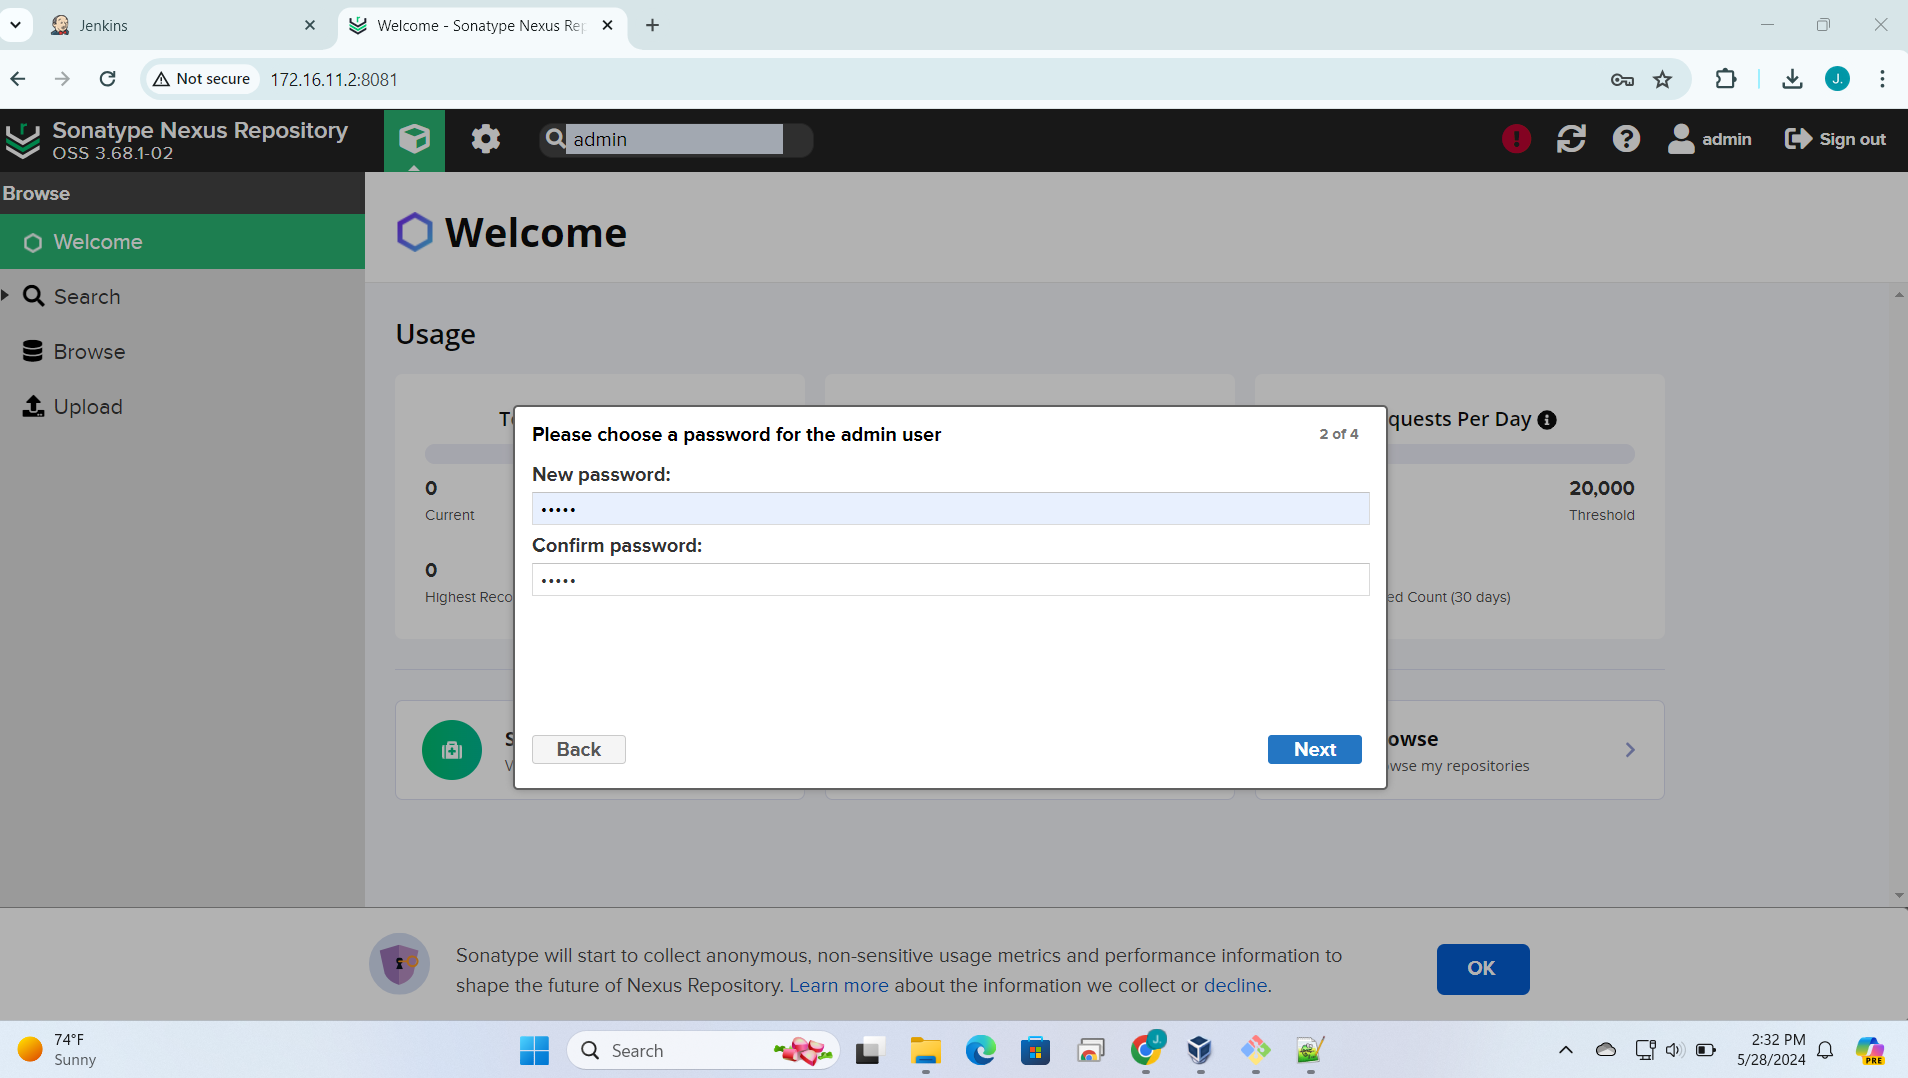 Jenkins
Welcome - Sonatype Nexus Rep
Not secure
172.16.11.2:8081
J.
Sonatype Nexus Repository
OSS 3.68.1-02
admin
admin
Sign out
Browse
Welcome
Search
Browse
Upload
Welcome
Usage
quests Per Day
0
Current
20,000
Threshold
0
Highest Reco
ed Count (30 days)
Please choose a password for the admin user
2 of 4
New password:
•••••
Confirm password:
•••••
Back
Next
owse
wse my repositories
Sonatype will start to collect anonymous, non-sensitive usage metrics and performance information to
shape the future of Nexus Repository. Learn more about the information we collect or decline.
OK
74°F
Sunny
Search
J.
2:32 PM
5/28/2024
PRE